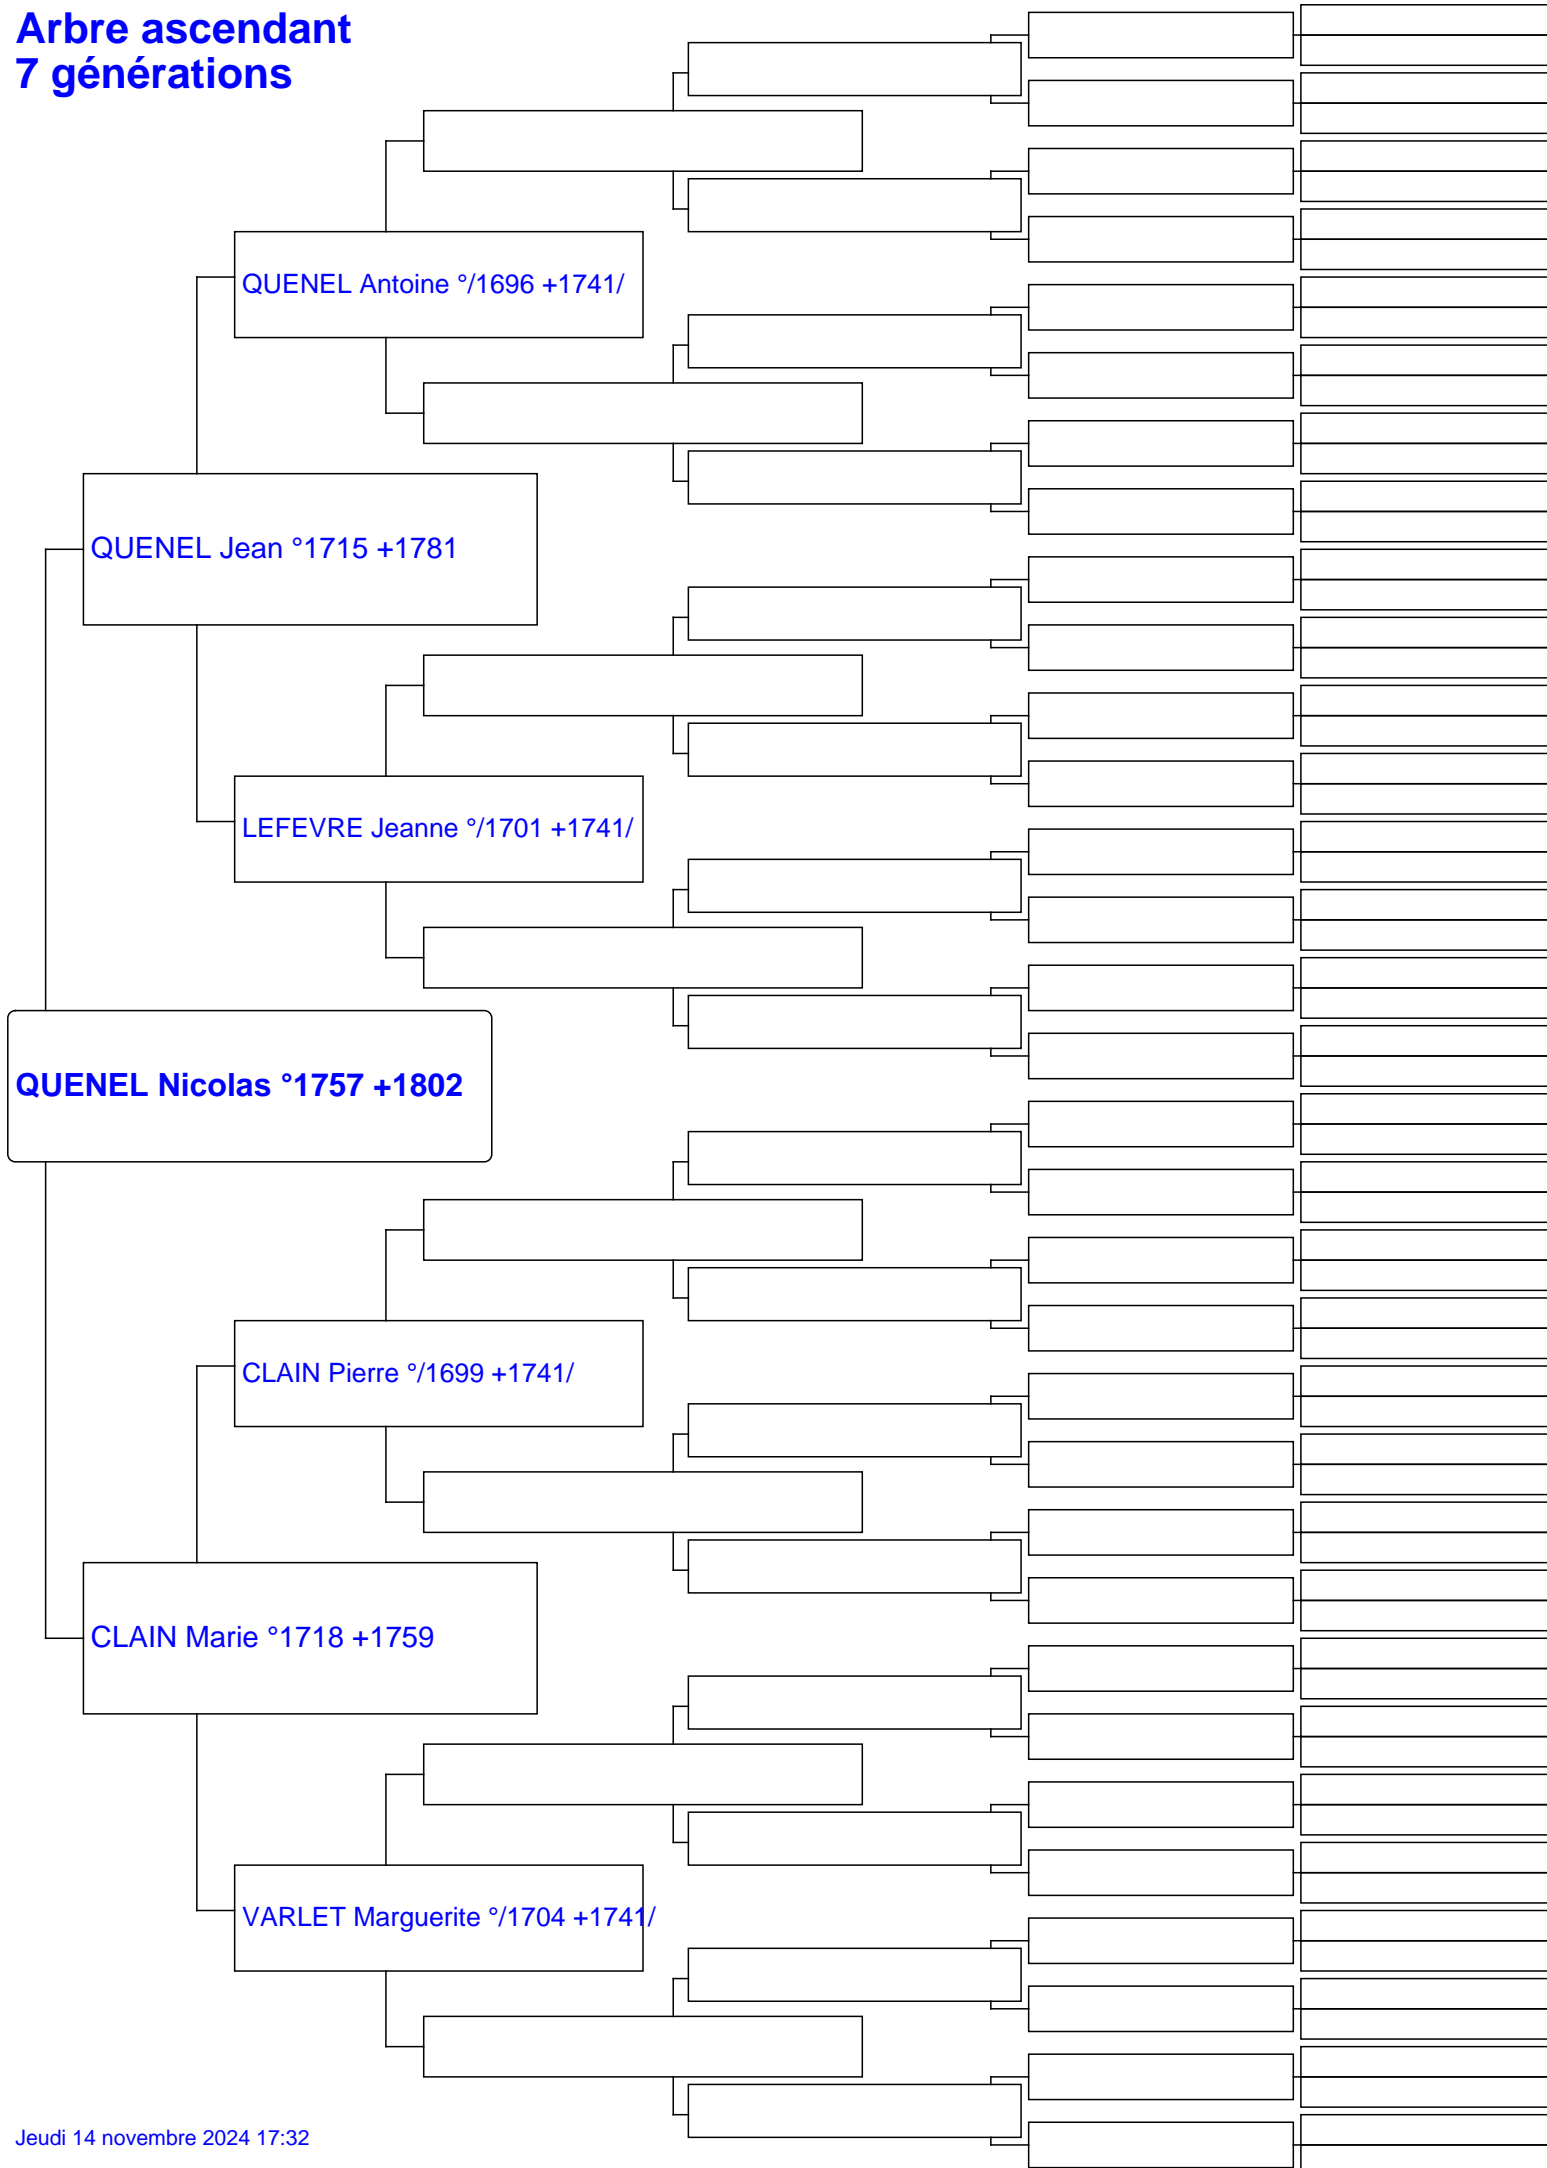 Arbre ascendant
7 générations
QUENEL Antoine °/1696 +1741/
QUENEL Jean °1715 +1781
LEFEVRE Jeanne °/1701 +1741/
QUENEL Nicolas °1757 +1802
CLAIN Pierre °/1699 +1741/
CLAIN Marie °1718 +1759
VARLET Marguerite °/1704 +1741/
Jeudi 14 novembre 2024 17:32